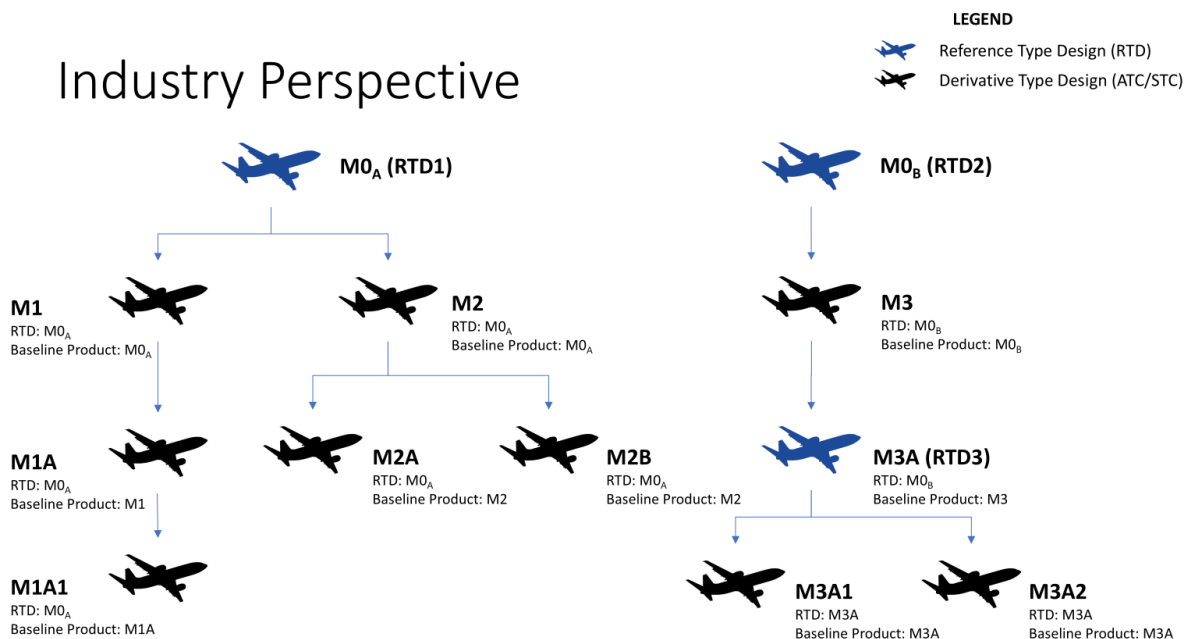 LEGEND
Reference Type Design (RTD)
Derivative Type Design (ATC/STC)
Industry Perspective
M0A (RTD1)
M0B (RTD2)
M1
RTD: M0A
Baseline Product: M0A
M2
RTD: M0A
Baseline Product: M0A
M3
RTD: M0B
Baseline Product: M0B
M1A
RTD: M0A
Baseline Product: M1
M2A
RTD: M0A
Baseline Product: M2
M2B
RTD: M0A
Baseline Product: M2
M3A (RTD3)
RTD: M0B
Baseline Product: M3
M1A1
RTD: M0A
Baseline Product: M1A
M3A1
RTD: M3A
Baseline Product: M3A
M3A2
RTD: M3A
Baseline Product: M3A